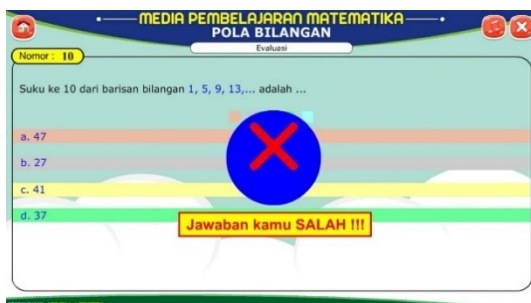 MEDIA PEMBELAJARAN MATEMATIKA
POLA BILANGAN
Evaluasi
Nomor : 10
Suku ke 10 dari barisan bilangan 1, 5, 9, 13,... adalah ...
a. 47
b. 27
c. 41
d. 37
Jawaban kamu SALAH !!!